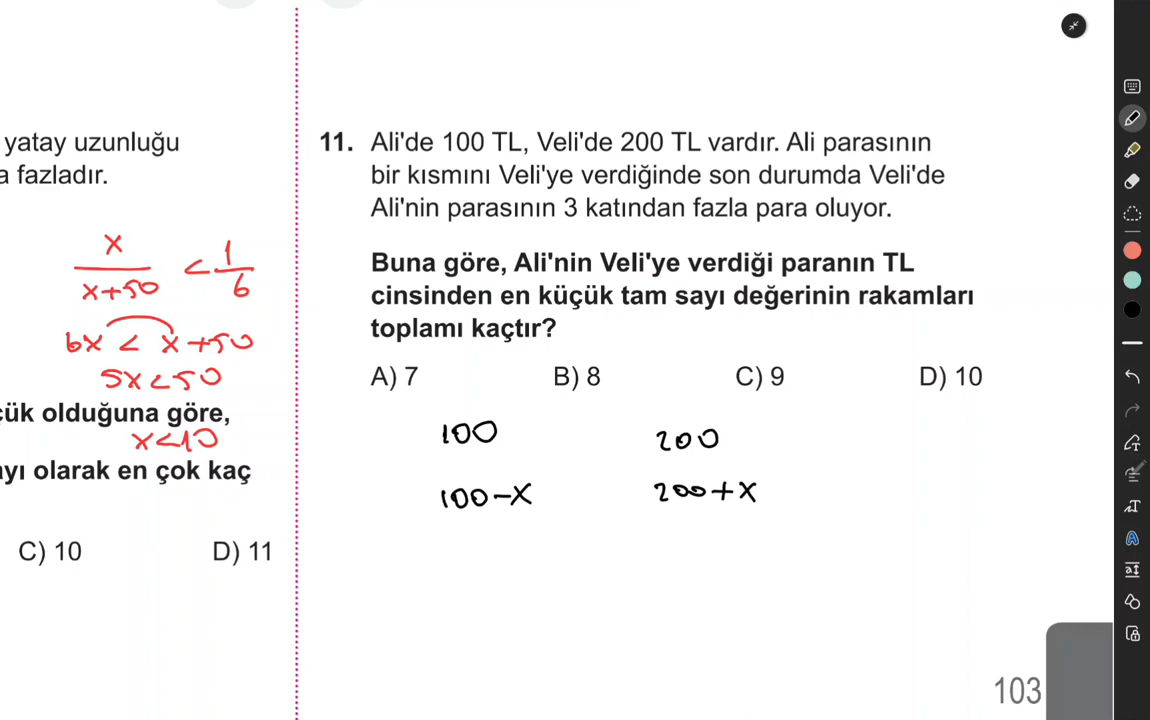 yatay uzunluğu
a fazladır.
x
x+50
< 1
6
6x < x+50
5x<50
çük olduğuna göre,
x<10
ayı olarak en çok kaç
C) 10
D) 11
11. Ali'de 100 TL, Veli'de 200 TL vardır. Ali parasının
bir kısmını Veli'ye verdiğinde son durumda Veli'de
Ali'nin parasının 3 katından fazla para oluyor.
Buna göre, Ali'nin Veli'ye verdiği paranın TL
cinsinden en küçük tam sayı değerinin rakamları
toplamı kaçtır?
A) 7 B) 8 C) 9 D) 10
100 200
100-x 200+x
103